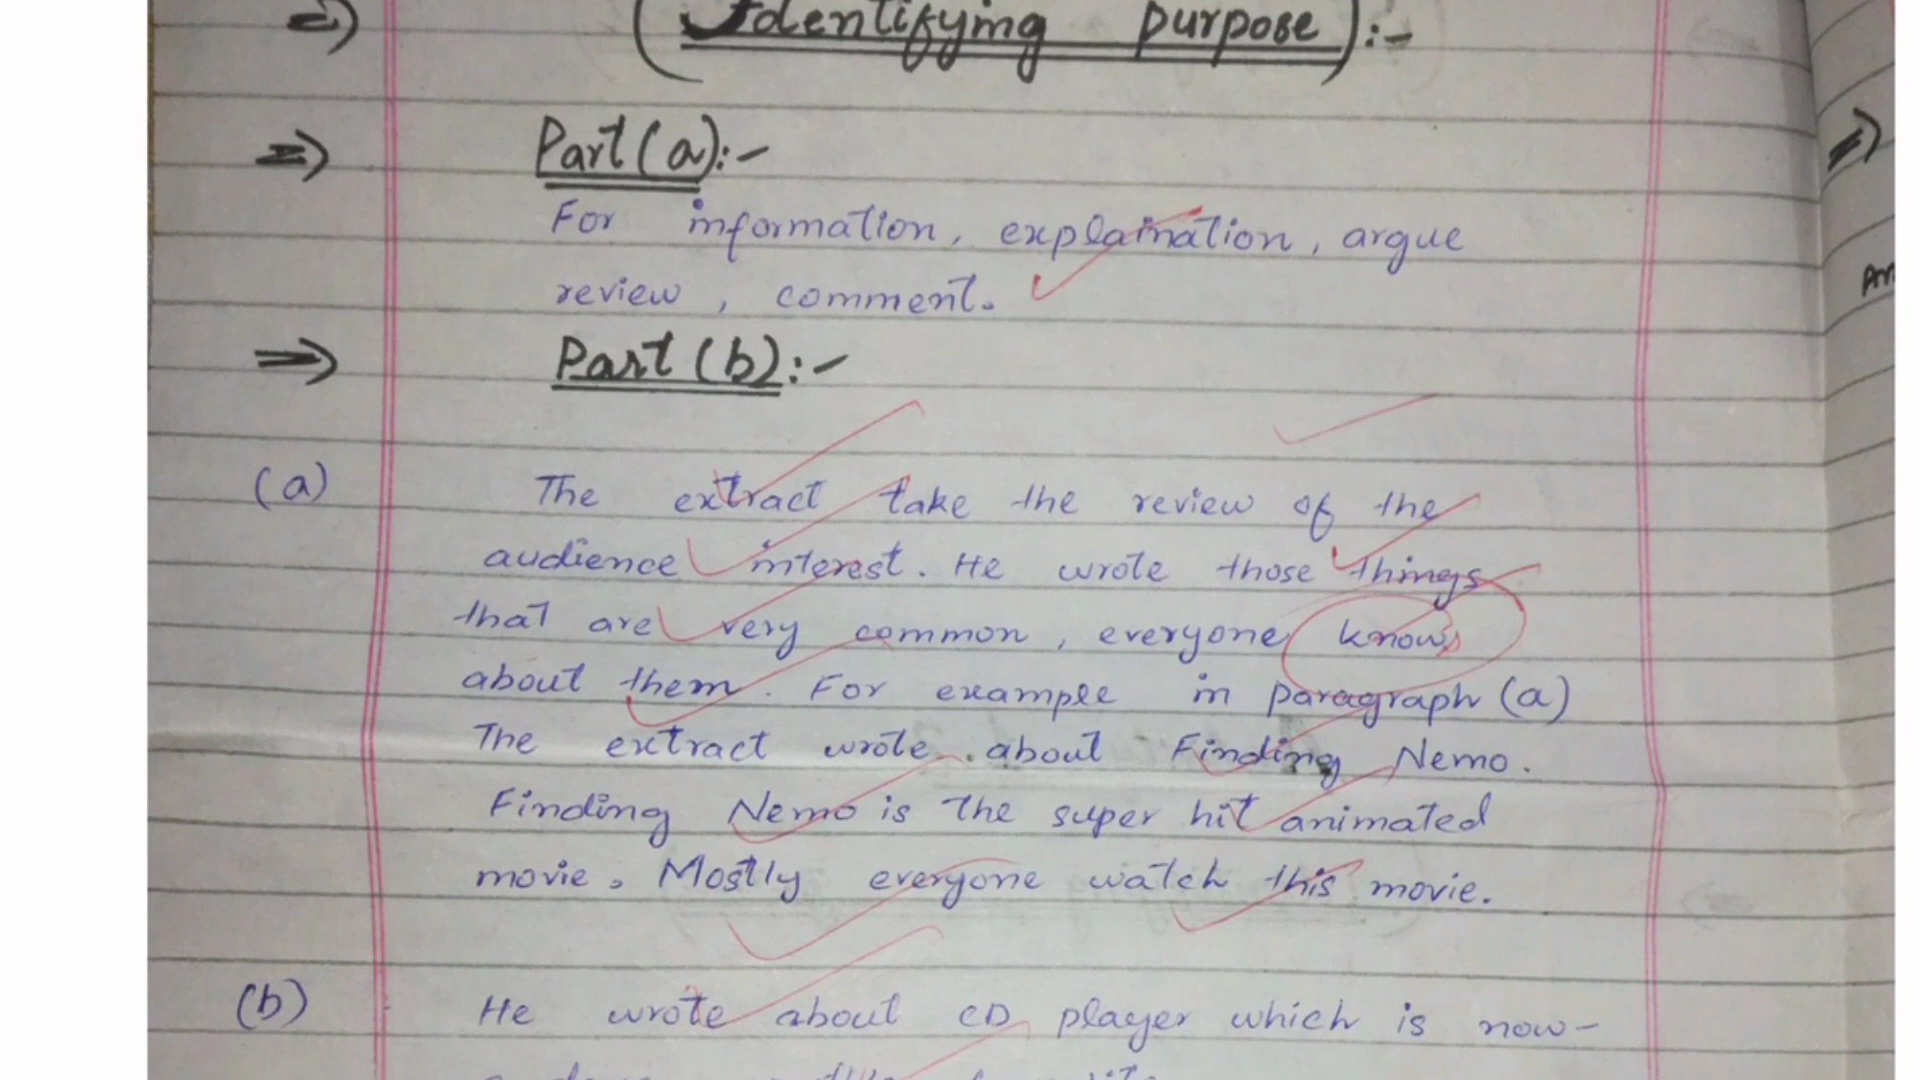 => (Identifying purpose):-
=> Part (a):-
For information, explaination, argue
review, comment.
=> Part (b):-
(a) The extract take the review of the
audience interest. He wrote those things
that are very common, everyone knows
about them. For example in paragraph (a)
The extract wrote about Finding Nemo.
Finding Nemo is the super hit animated
movie. Mostly everyone watch this movie.
(b) He wrote about CD player which is now-
=>